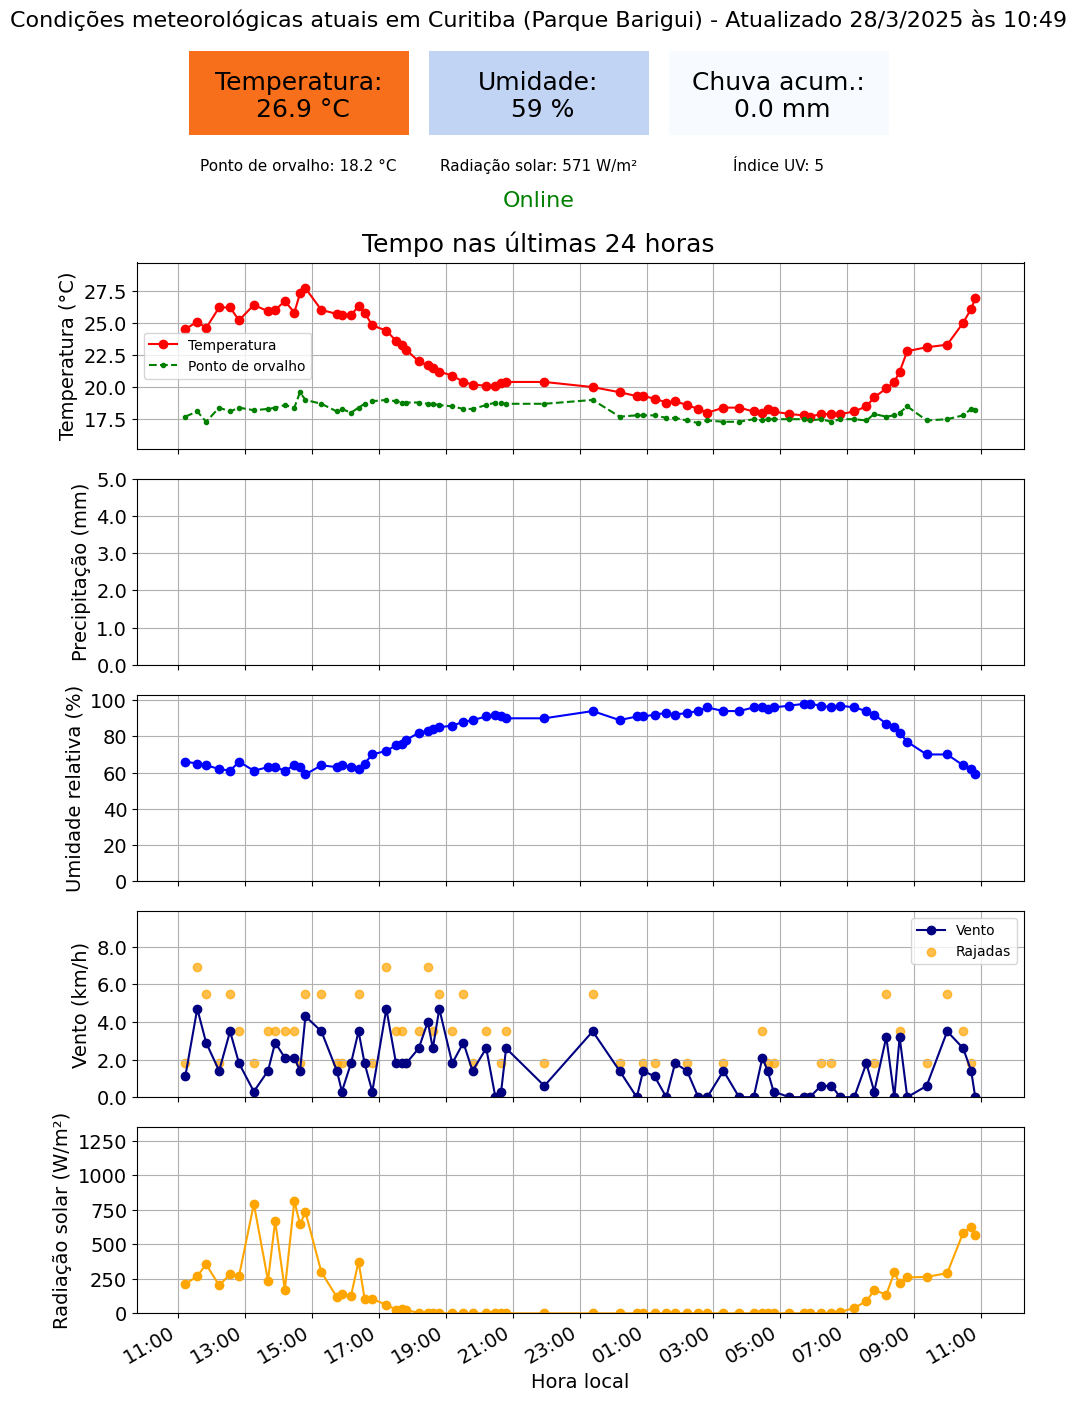 Condições meteorológicas atuais em Curitiba (Parque Barigui) - Atualizado 28/3/2025 às 10:49
Temperatura:
26.9 °C
Umidade:
59 %
Chuva acum.:
0.0 mm
Ponto de orvalho: 18.2 °C
Radiação solar: 571 W/m²
Índice UV: 5
Online
Tempo nas últimas 24 horas
Temperatura (°C)
27.5
25.0
22.5
20.0
17.5
Temperatura
Ponto de orvalho
Precipitação (mm)
5.0
4.0
3.0
2.0
1.0
0.0
Umidade relativa (%)
100
80
60
40
20
0
Vento (km/h)
8.0
6.0
4.0
2.0
0.0
Vento
Rajadas
Radiação solar (W/m²)
1250
1000
750
500
250
0
11:00
13:00
15:00
17:00
19:00
21:00
23:00
01:00
03:00
05:00
07:00
09:00
11:00
Hora local